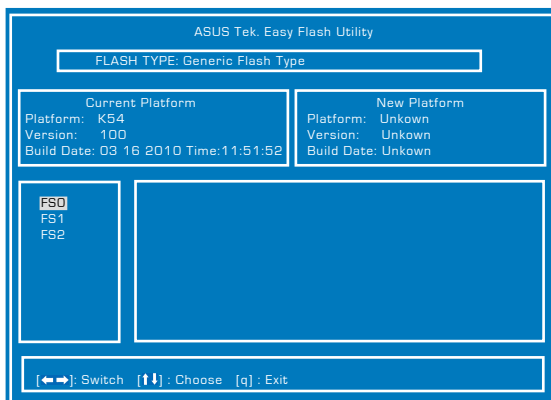 ASUS Tek. Easy Flash Utility
FLASH TYPE: Generic Flash Type
Current Platform
Platform: K54
Version: 100
Build Date: 03 16 2010 Time:11:51:52
New Platform
Platform: Unkown
Version: Unkown
Build Date: Unkown
FS0
FS1
FS2
[←→]: Switch [↑↓] : Choose [q] : Exit